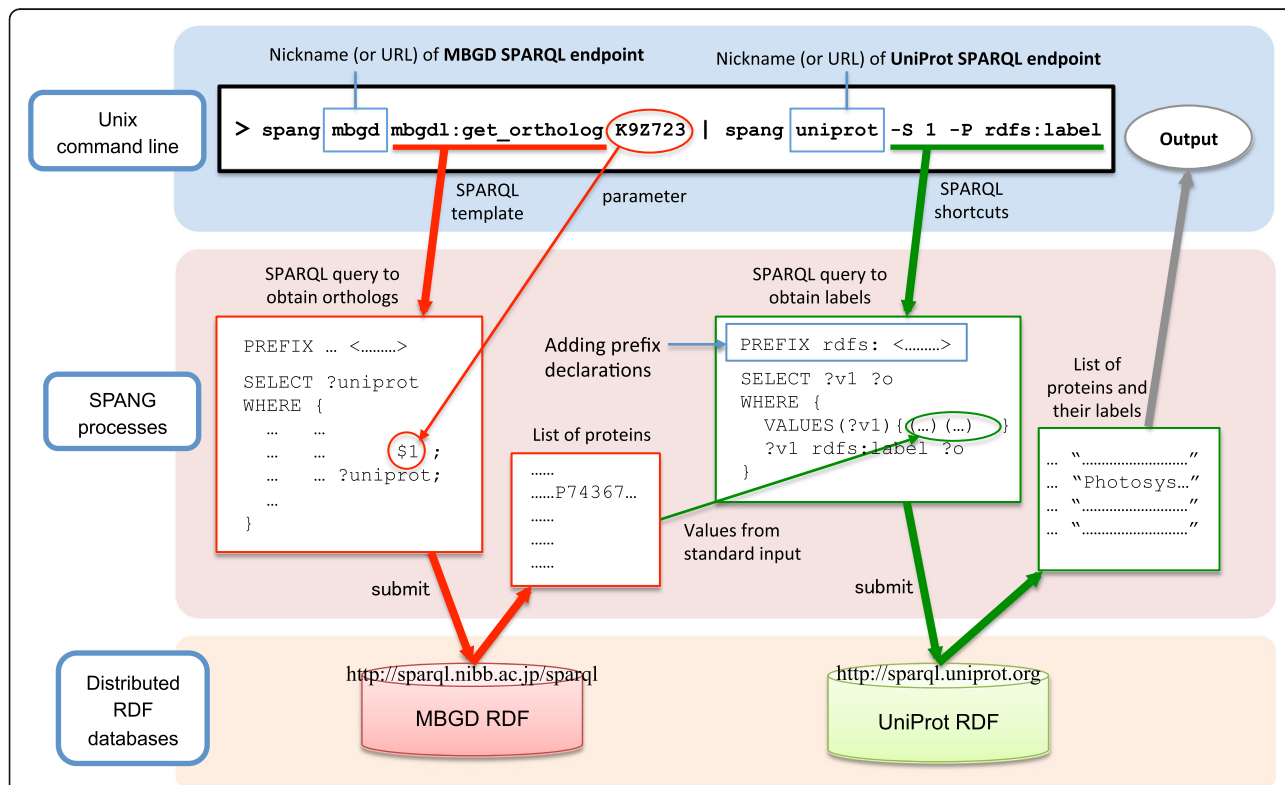 Nickname (or URL) of MBGD SPARQL endpoint
Nickname (or URL) of UniProt SPARQL endpoint
Unix
command line
> spang mbgd mbgdl:get_ortholog K9Z723 | spang uniprot -S 1 -P rdfs:label
Output
SPARQL
template
parameter
SPARQL
shortcuts
SPARQL query to
obtain orthologs
SPARQL query to
obtain labels
SPANG
processes
PREFIX … <………>
SELECT ?uniprot
WHERE {
… …
… … $1 ;
… … ?uniprot;
…
}
List of proteins
……
……P74367…
……
……
……
Adding prefix
declarations
PREFIX rdfs: <………>
SELECT ?v1 ?o
WHERE {
VALUES(?v1){(…)(…) }
?v1 rdfs:label ?o
}
Values from
standard input
List of
proteins and
their labels
… “………………………”
… “Photosys…”
… “………………………”
… “………………………”
submit
submit
Distributed
RDF
databases
http://sparql.nibb.ac.jp/sparql
MBGD RDF
http://sparql.uniprot.org
UniProt RDF